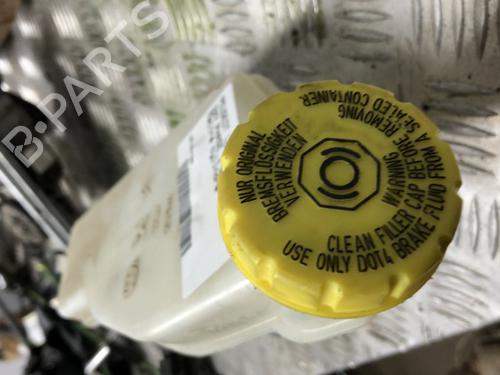 B-PARTS
NUR ORIGINAL
BREMSFLÜSSIGKEIT
VERWENDEN
WARNING
CLEAN FILLER CAP BEFORE REMOVING
USE ONLY DOT4 BRAKE FLUID FROM A SEALED CONTAINER